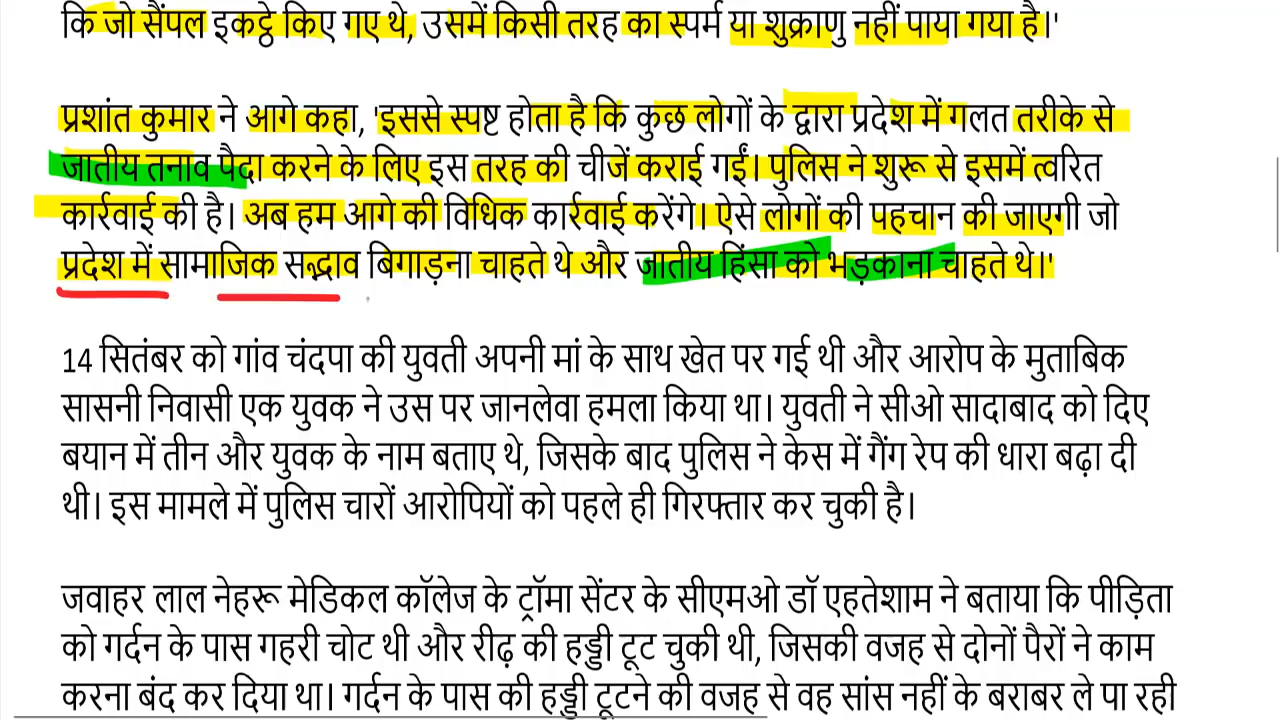 कि जो सैंपल इकट्ठे किए गए थे, उसमें किसी तरह का स्पर्म या शुक्राणु नहीं पाया गया है।'
प्रशांत कुमार ने आगे कहा, 'इससे स्पष्ट होता है कि कुछ लोगों के द्वारा प्रदेश में गलत तरीके से
जातीय तनाव पैदा करने के लिए इस तरह की चीजें कराई गईं। पुलिस ने शुरू से इसमें त्वरित
कार्रवाई की है। अब हम आगे की विधिक कार्रवाई करेंगे। ऐसे लोगों की पहचान की जाएगी जो
प्रदेश में सामाजिक सद्भाव बिगाड़ना चाहते थे और जातीय हिंसा को भड़काना चाहते थे।'
14 सितंबर को गांव चंदपा की युवती अपनी मां के साथ खेत पर गई थी और आरोप के मुताबिक
सासनी निवासी एक युवक ने उस पर जानलेवा हमला किया था। युवती ने सीओ सादाबाद को दिए
बयान में तीन और युवक के नाम बताए थे, जिसके बाद पुलिस ने केस में गैंग रेप की धारा बढ़ा दी
थी। इस मामले में पुलिस चारों आरोपियों को पहले ही गिरफ्तार कर चुकी है।
जवाहर लाल नेहरू मेडिकल कॉलेज के ट्रॉमा सेंटर के सीएमओ डॉ एहतेशाम ने बताया कि पीड़िता
को गर्दन के पास गहरी चोट थी और रीढ़ की हड्डी टूट चुकी थी, जिसकी वजह से दोनों पैरों ने काम
करना बंद कर दिया था। गर्दन के पास की हड्डी टूटने की वजह से वह सांस नहीं के बराबर ले पा रही